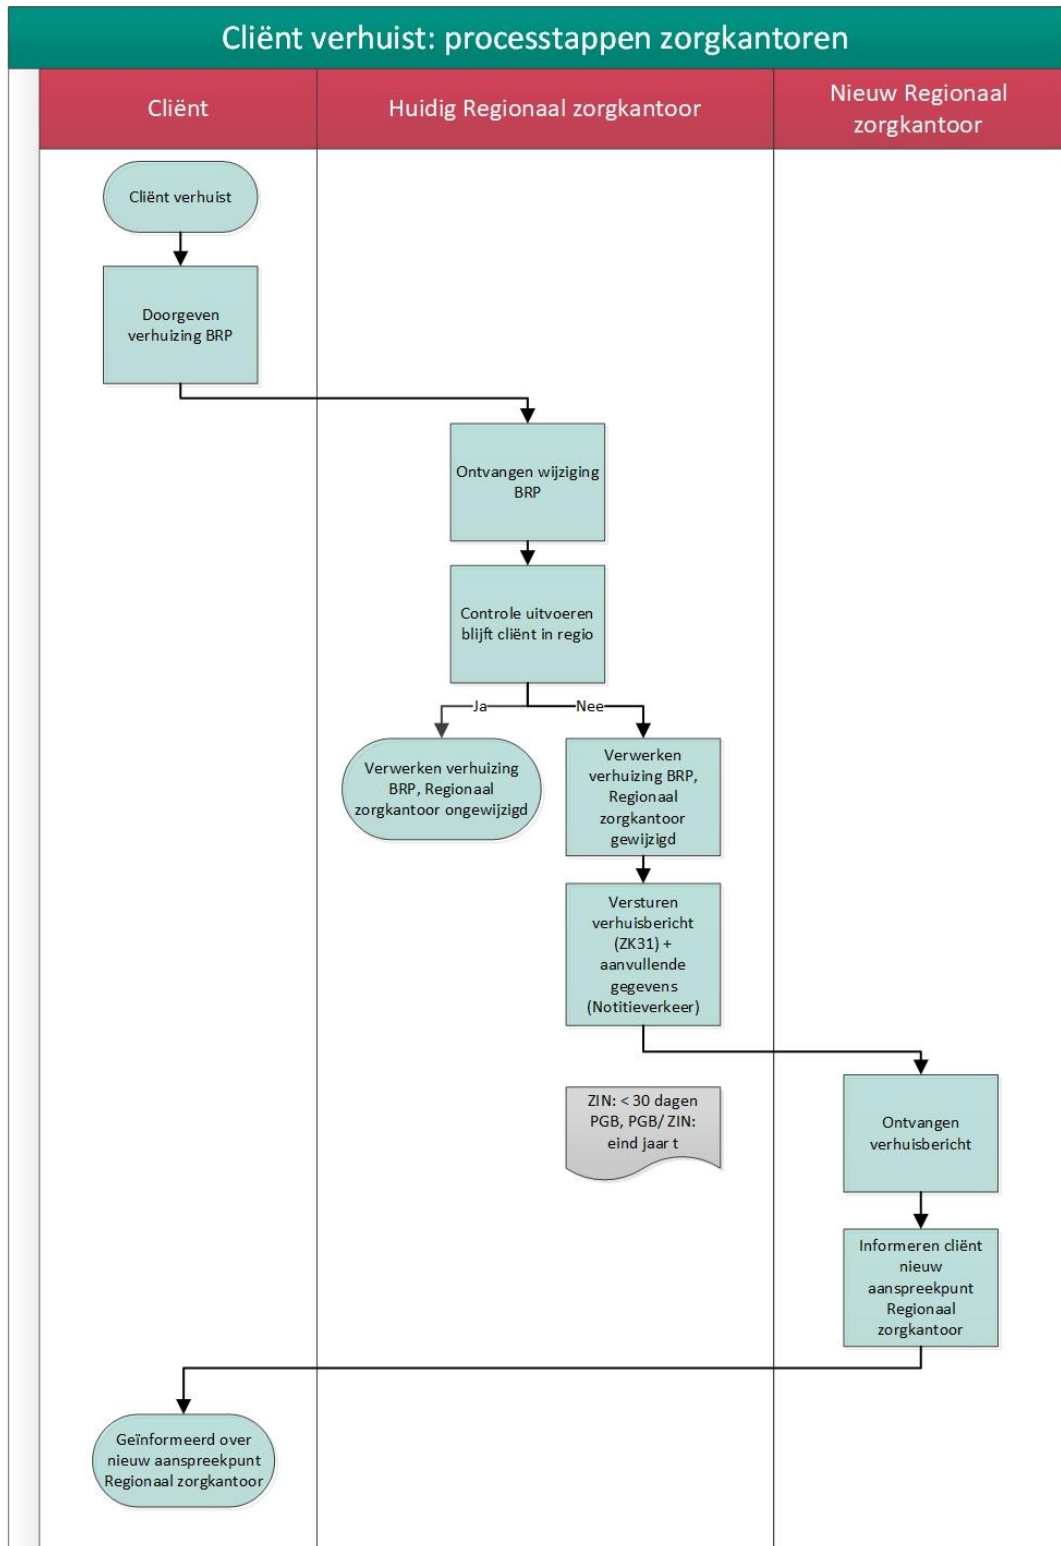 Cliënt verhuist: processtappen zorgkantoren
Cliënt
Huidig Regionaal zorgkantoor
Nieuw Regionaal
zorgkantoor
Cliënt verhuist
Doorgeven
verhuizing BRP
Ontvangen wijziging
BRP
Controle uitvoeren
blijft cliënt in regio
Ja
Nee
Verwerken verhuizing
BRP, Regionaal
zorgkantoor ongewijzigd
Verwerken
verhuizing BRP,
Regionaal
zorgkantoor
gewijzigd
Versturen
verhuisbericht
(ZK31) +
aanvullende
gegevens
(Notitieverkeer)
ZIN: < 30 dagen
PGB, PGB/ ZIN:
eind jaar t
Ontvangen
verhuisbericht
Informeren cliënt
nieuw
aanspreekpunt
Regionaal
zorgkantoor
Geïnformeerd over
nieuw aanspreekpunt
Regionaal zorgkantoor